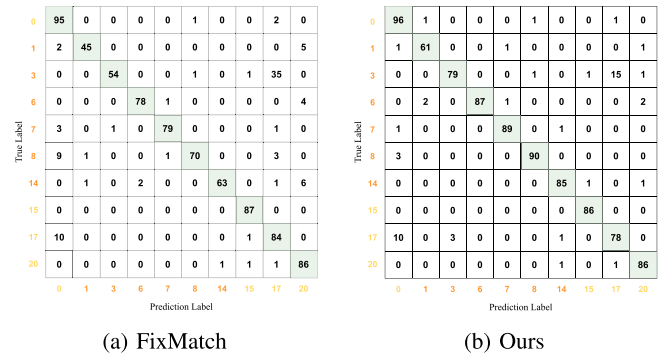 0 95 0 0 0 0 1 0 0 2 0
1 2 45 0 0 0 0 0 0 0 5
3 0 0 54 0 0 1 0 1 35 0
6 0 0 0 78 1 0 0 0 0 4
7 3 0 1 0 79 0 0 0 1 0
8 9 1 0 0 1 70 0 0 3 0
14 0 1 0 2 0 0 63 0 1 6
15 0 0 0 0 0 0 0 87 0 0
17 10 0 0 0 0 0 0 1 84 0
20 0 0 0 0 0 0 1 1 1 86
0 1 3 6 7 8 14 15 17 20
True Label
Prediction Label
(a) FixMatch
0 96 1 0 0 0 1 0 0 1 0
1 1 61 0 0 1 0 0 0 0 1
3 0 0 79 0 0 1 0 1 15 1
6 0 2 0 87 1 0 0 0 0 2
7 1 0 0 0 89 0 1 0 0 0
8 3 0 0 0 0 90 0 0 0 0
14 0 0 0 0 0 0 85 1 0 1
15 0 0 0 0 0 0 0 86 0 0
17 10 0 3 0 0 0 1 0 78 0
20 0 0 0 0 0 0 1 0 1 86
0 1 3 6 7 8 14 15 17 20
True Label
Prediction Label
(b) Ours